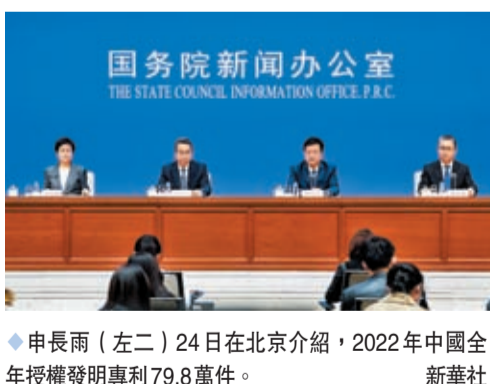 国务院新闻办公室
THE STATE COUNCIL INFORMATION OFFICE. P.R.C.
◆申長雨（左二）24日在北京介紹，2022年中國全
年授權發明專利79.8萬件。 新華社